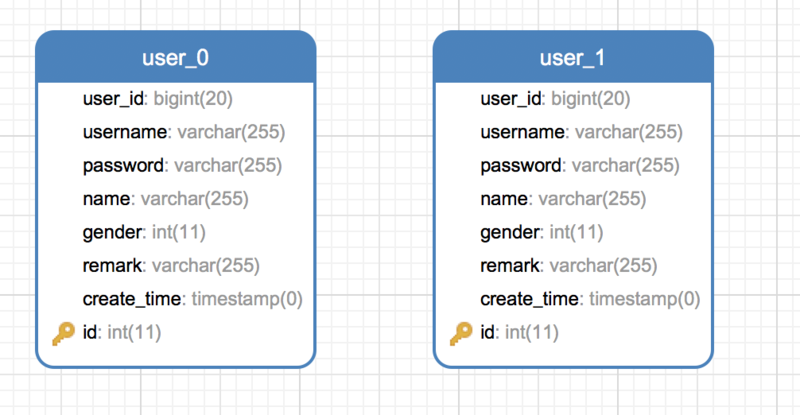 user_0
user_id: bigint(20)
username: varchar(255)
password: varchar(255)
name: varchar(255)
gender: int(11)
remark: varchar(255)
create_time: timestamp(0)
id: int(11)
user_1
user_id: bigint(20)
username: varchar(255)
password: varchar(255)
name: varchar(255)
gender: int(11)
remark: varchar(255)
create_time: timestamp(0)
id: int(11)